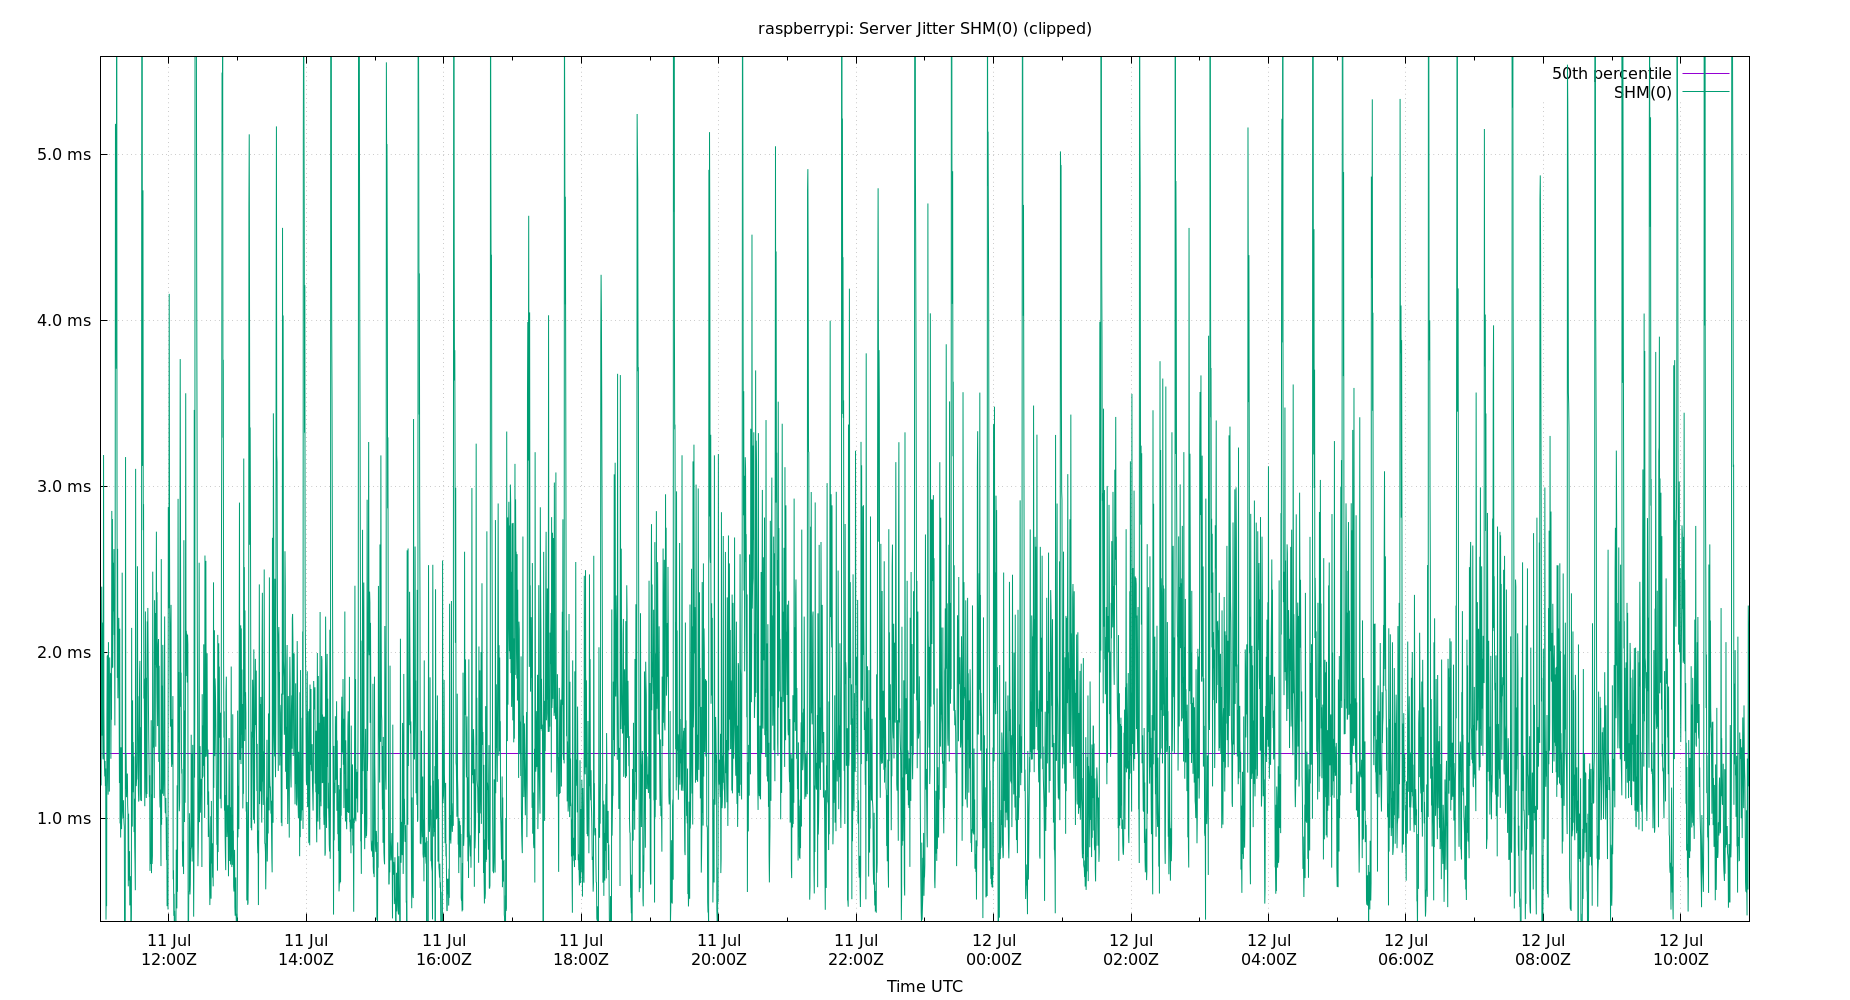 raspberrypi: Server Jitter SHM(0) (clipped)
50th percentile
SHM(0)
5.0 ms
4.0 ms
3.0 ms
2.0 ms
1.0 ms
11 Jul 11 Jul 11 Jul 11 Jul 11 Jul 11 Jul 12 Jul 12 Jul 12 Jul 12 Jul 12 Jul 12 Jul
12:00Z 14:00Z 16:00Z 18:00Z 20:00Z 22:00Z 00:00Z 02:00Z 04:00Z 06:00Z 08:00Z 10:00Z
Time UTC